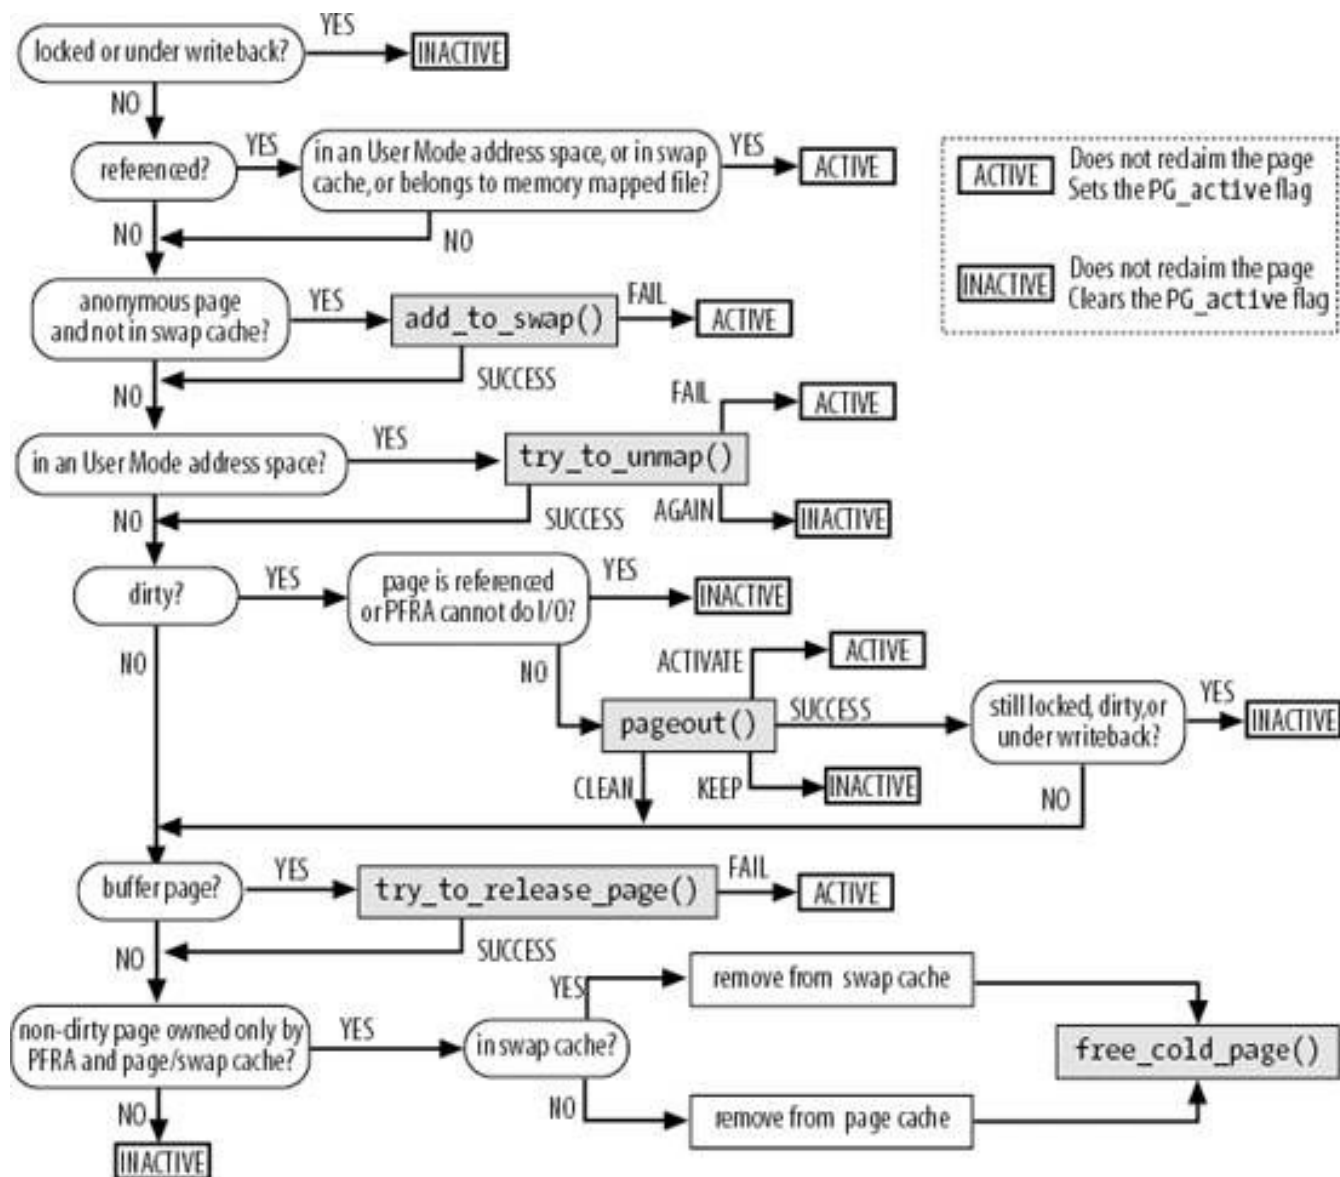 YES
locked or under writeback?
INACTIVE
NO
referenced?
YES
in an User Mode address space, or in swap
cache, or belongs to memory mapped file?
YES
ACTIVE
NO
NO
ACTIVE
Does not reclaim the page
Sets the PG_active flag
INACTIVE
Does not reclaim the page
Clears the PG_active flag
anonymous page
and not in swap cache?
YES
add_to_swap()
FAIL
ACTIVE
SUCCESS
NO
in an User Mode address space?
YES
try_to_unmap()
FAIL
ACTIVE
SUCCESS
AGAIN
INACTIVE
NO
dirty?
YES
page is referenced
or PFRA cannot do I/O?
YES
INACTIVE
NO
NO
pageout()
ACTIVATE
ACTIVE
SUCCESS
still locked, dirty, or
under writeback?
YES
INACTIVE
CLEAN
KEEP
INACTIVE
NO
buffer page?
YES
try_to_release_page()
FAIL
ACTIVE
SUCCESS
NO
non-dirty page owned only by
PFRA and page/swap cache?
YES
in swap cache?
YES
remove from swap cache
free_cold_page()
NO
remove from page cache
NO
INACTIVE